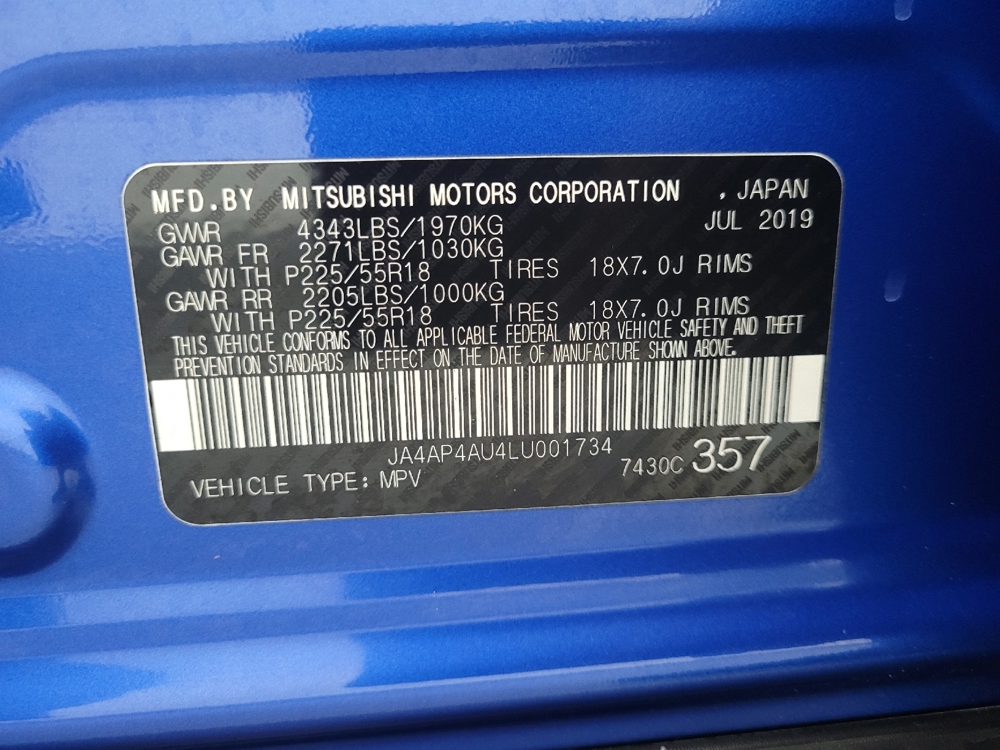 MFD.BY MITSUBISHI MOTORS CORPORATION . JAPAN
GWWR 4343LBS/1970KG JUL 2019
GAWR FR 2271LBS/1030KG
WITH P225/55R18 TIRES 18X7.0J RIMS
GAWR RR 2205LBS/1000KG
WITH P225/55R18 TIRES 18X7.0J RIMS
THIS VEHICLE CONFORMS TO ALL APPLICABLE FEDERAL MOTOR VEHICLE SAFETY AND THEFT
PREVENTION STANDARDS IN EFFECT ON THE DATE OF MANUFACTURE SHOWN ABOVE.
JA4AP4AU4LU001734
VEHICLE TYPE: MPV 7430C 357